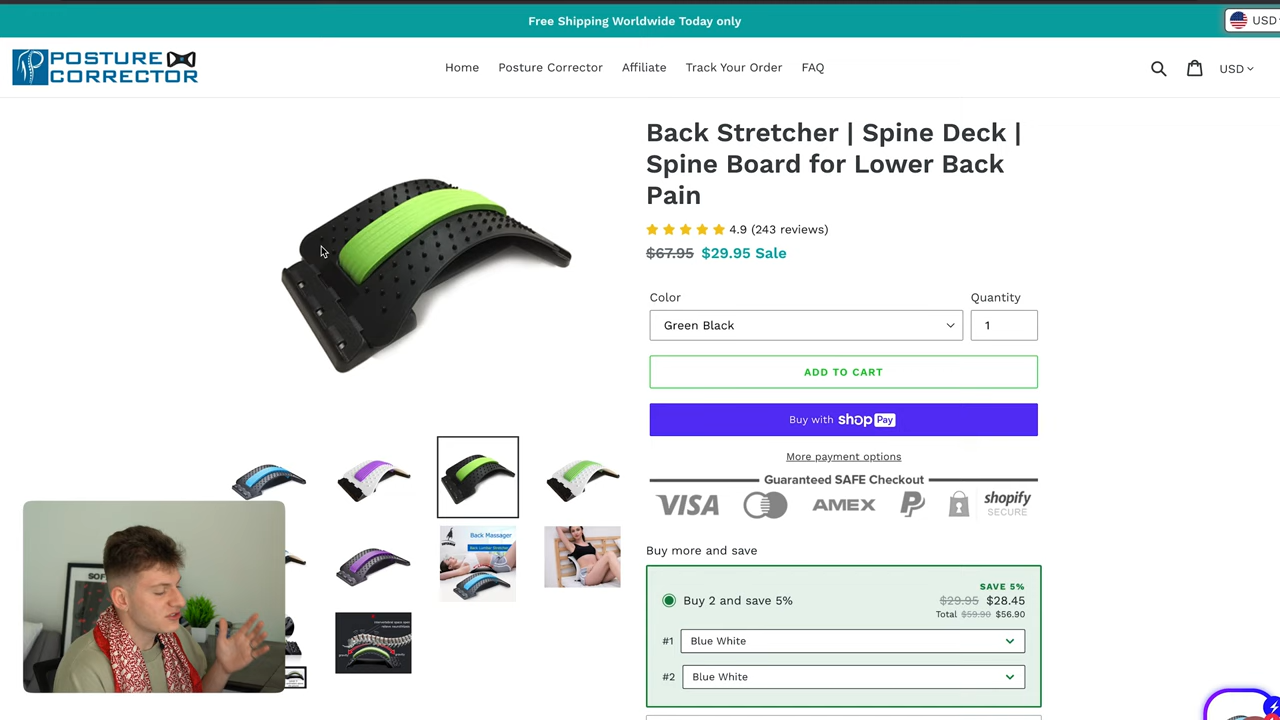 Free Shipping Worldwide Today only
USD
POSTURE
CORRECTOR
Home
Posture Corrector
Affiliate
Track Your Order
FAQ
USD
Back Stretcher | Spine Deck |
Spine Board for Lower Back
Pain
4.9 (243 reviews)
$67.95 $29.95 Sale
Color
Quantity
Green Black
1
ADD TO CART
Buy with shop Pay
More payment options
Guaranteed SAFE Checkout
VISA
AMEX
shopify
SECURE
Buy more and save
SAVE 5%
Buy 2 and save 5%
$29.95 $28.45
Total $59.90 $56.90
#1 Blue White
#2 Blue White
Back Massager